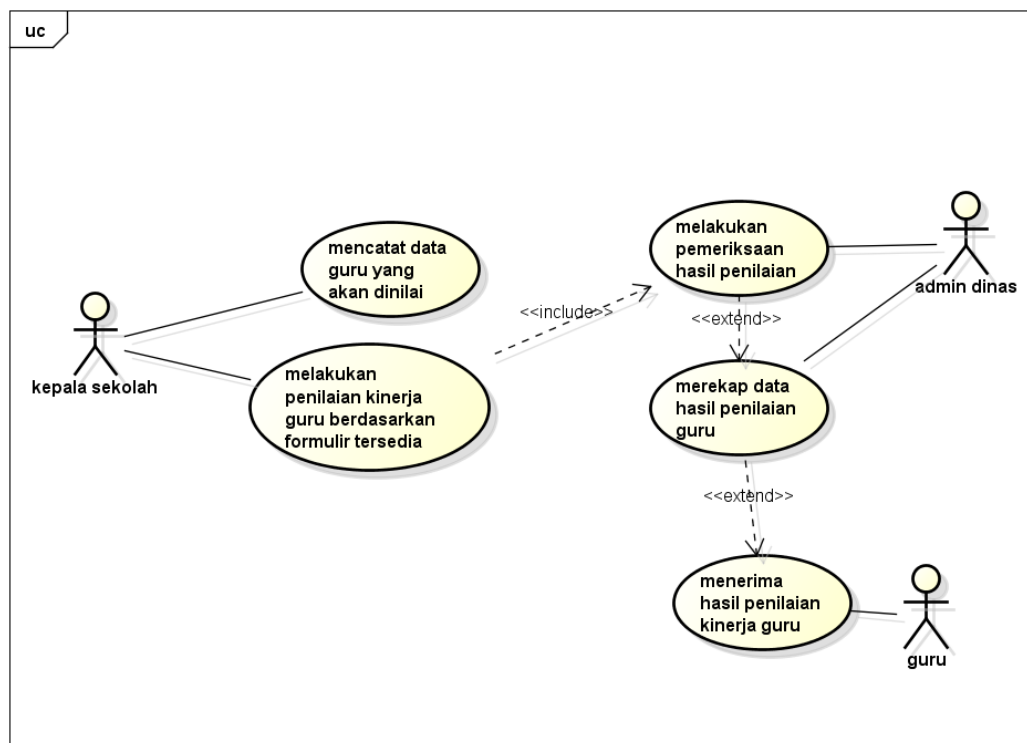 uc
kepala sekolah
mencatat data
guru yang
akan dinilai
melakukan
penilaian kinerja
guru berdasarkan
formulir tersedia
<<include>>
melakukan
pemeriksaan
hasil penilaian
admin dinas
<<extend>>
merekap data
hasil penilaian
guru
<<extend>>
menerima
hasil penilaian
kinerja guru
guru